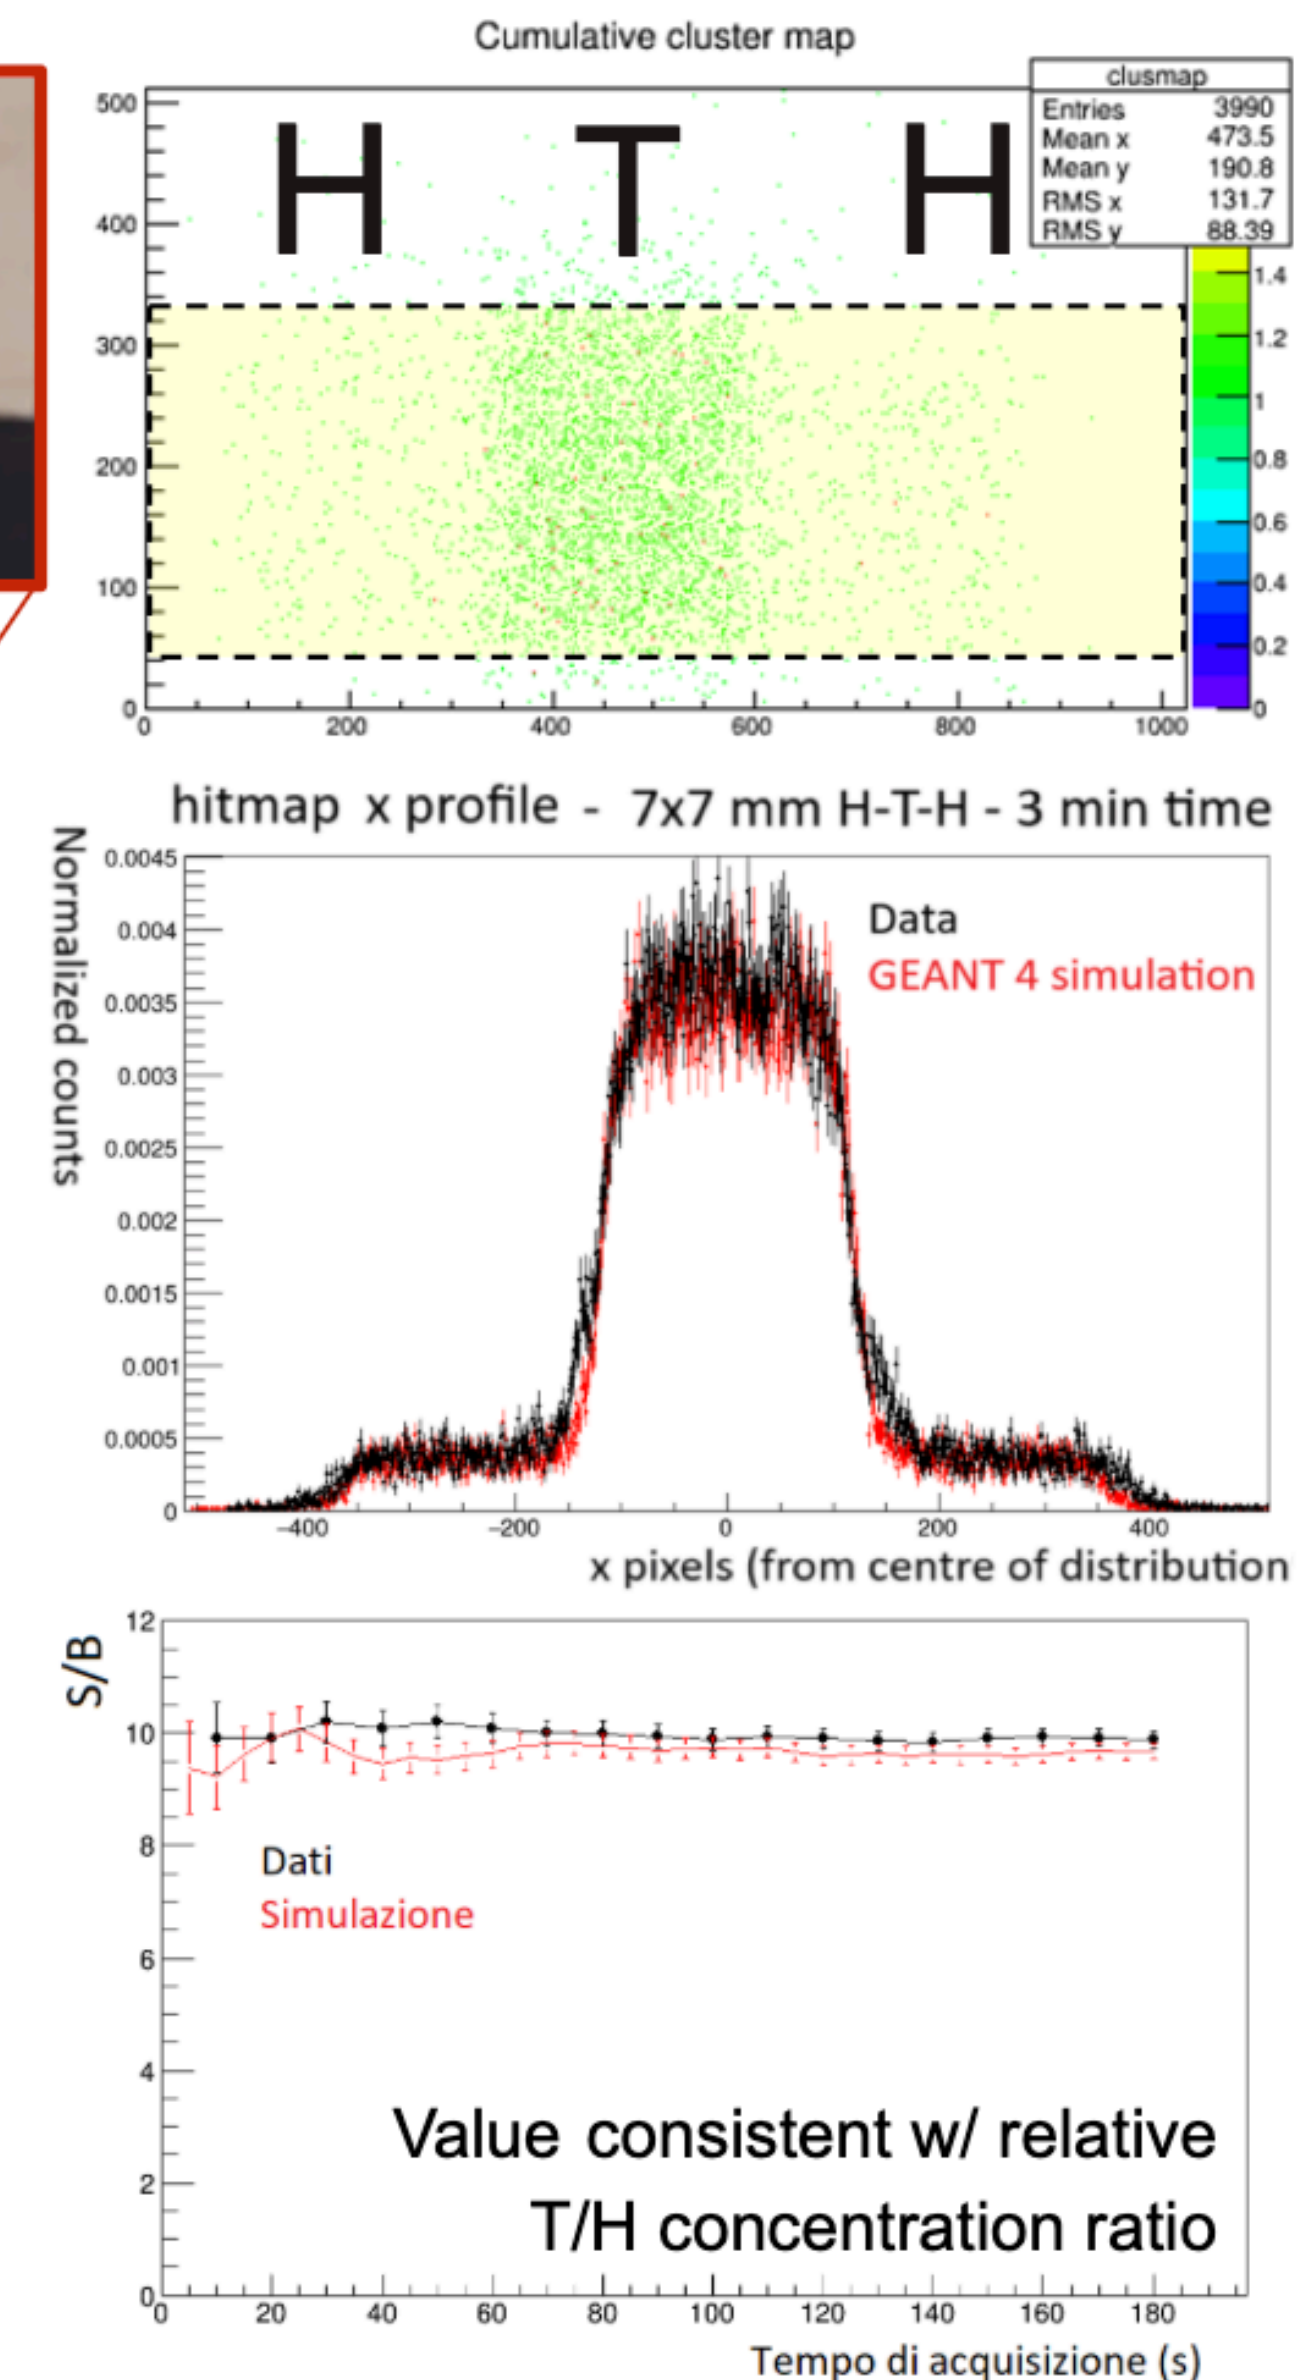 Cumulative cluster map
clusmap
Entries 3990
Mean x 473.5
Mean y 190.8
RMS x 131.7
RMS y 88.39
H T H
500
400
300
200
100
0
0 200 400 600 800 1000
1.4
1.2
1
0.8
0.6
0.4
0.2
0
hitmap x profile - 7x7 mm H-T-H - 3 min time
Normalized counts
0.0045
0.004
0.0035
0.003
0.0025
0.002
0.0015
0.001
0.0005
0
Data
GEANT 4 simulation
−400 −200 0 200 400
x pixels (from centre of distribution
S/B
12
10
8
6
4
2
0
Dati
Simulazione
Value consistent w/ relative
T/H concentration ratio
0 20 40 60 80 100 120 140 160 180
Tempo di acquisizione (s)